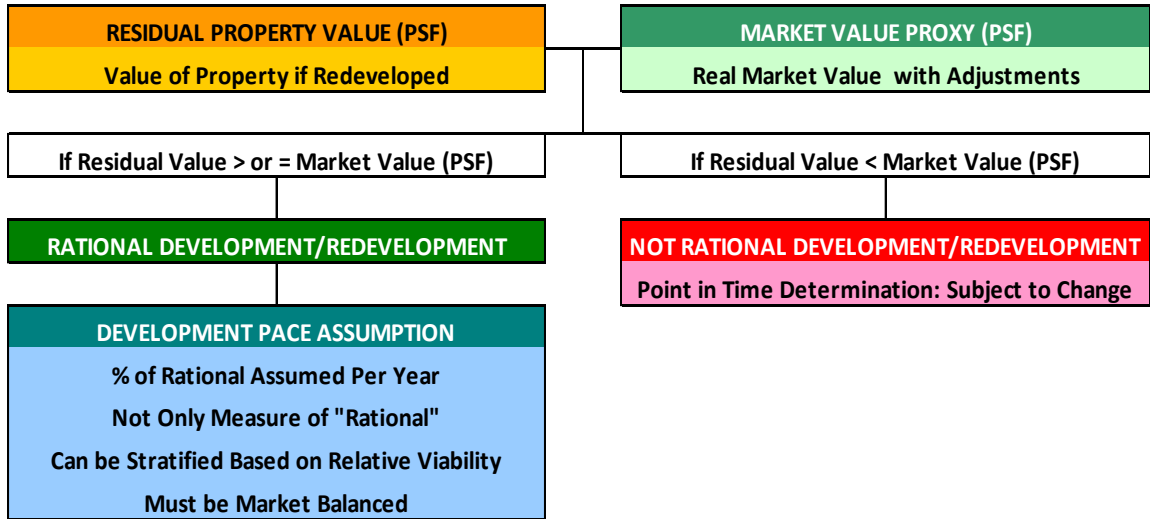 RESIDUAL PROPERTY VALUE (PSF)
Value of Property if Redeveloped
MARKET VALUE PROXY (PSF)
Real Market Value with Adjustments
If Residual Value > or = Market Value (PSF)
If Residual Value < Market Value (PSF)
RATIONAL DEVELOPMENT/REDEVELOPMENT
NOT RATIONAL DEVELOPMENT/REDEVELOPMENT
Point in Time Determination: Subject to Change
DEVELOPMENT PACE ASSUMPTION
% of Rational Assumed Per Year
Not Only Measure of "Rational"
Can be Stratified Based on Relative Viability
Must be Market Balanced